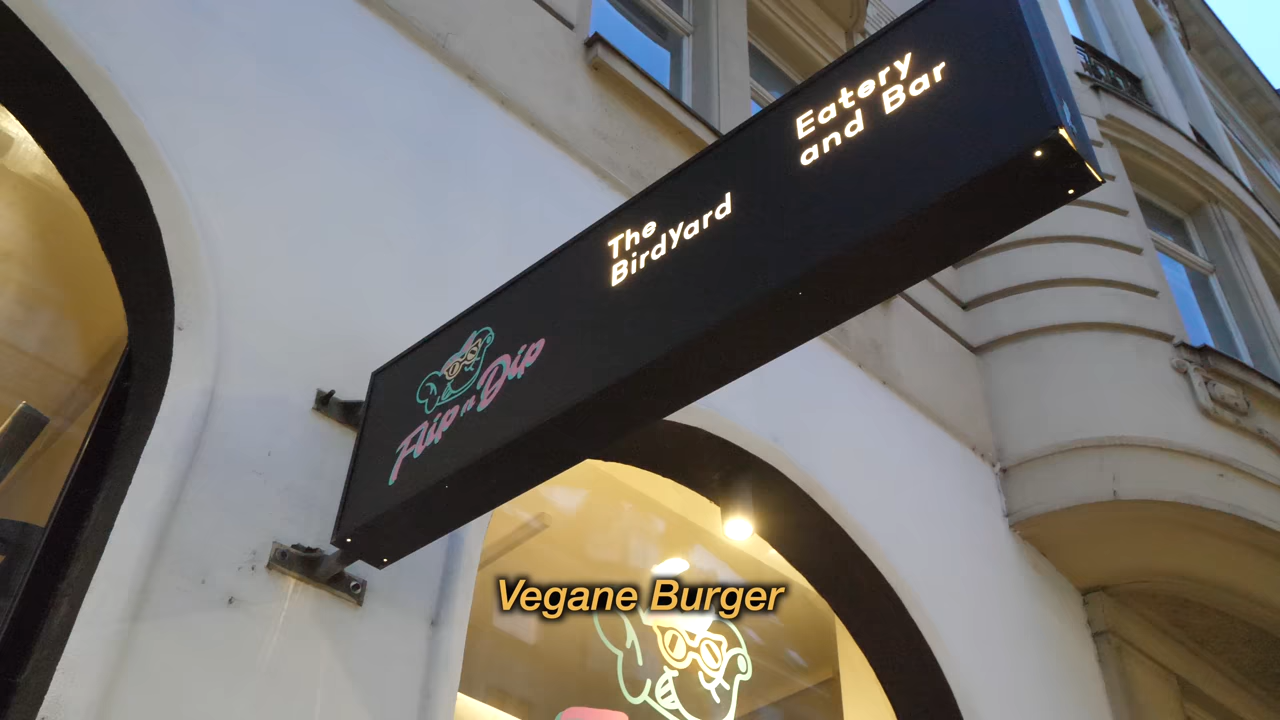 Eatery
and Bar
The
BirdYard
Flip n Dip
Vegane Burger